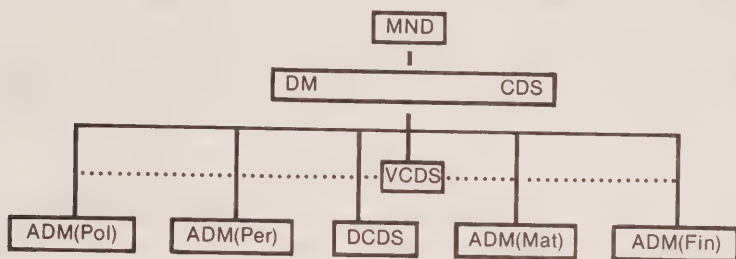 MND
DM CDS
VCDS
ADM(Pol) ADM(Per) DCDS ADM(Mat) ADM(Fin)